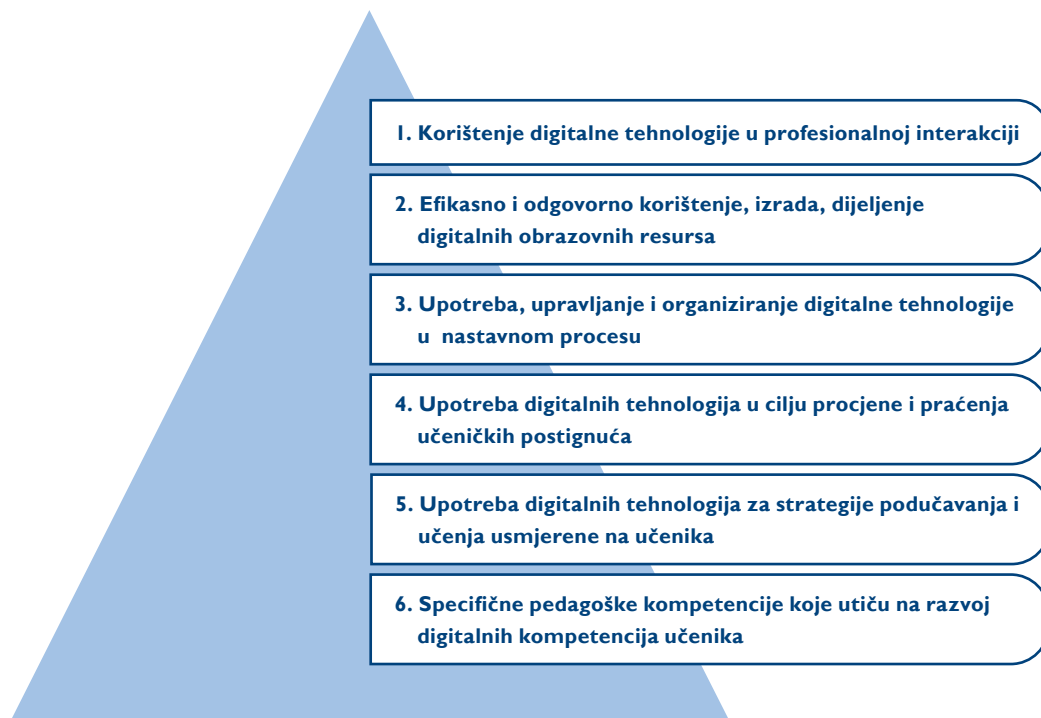 1. Korištenje digitalne tehnologije u profesionalnoj interakciji
2. Efikasno i odgovorno korištenje, izrada, dijeljenje
digitalnih obrazovnih resursa
3. Upotreba, upravljanje i organiziranje digitalne tehnologije
u nastavnom procesu
4. Upotreba digitalnih tehnologija u cilju procjene i praćenja
učeničkih postignuća
5. Upotreba digitalnih tehnologija za strategije podučavanja i
učenja usmjerene na učenika
6. Specifične pedagoške kompetencije koje utiču na razvoj
digitalnih kompetencija učenika